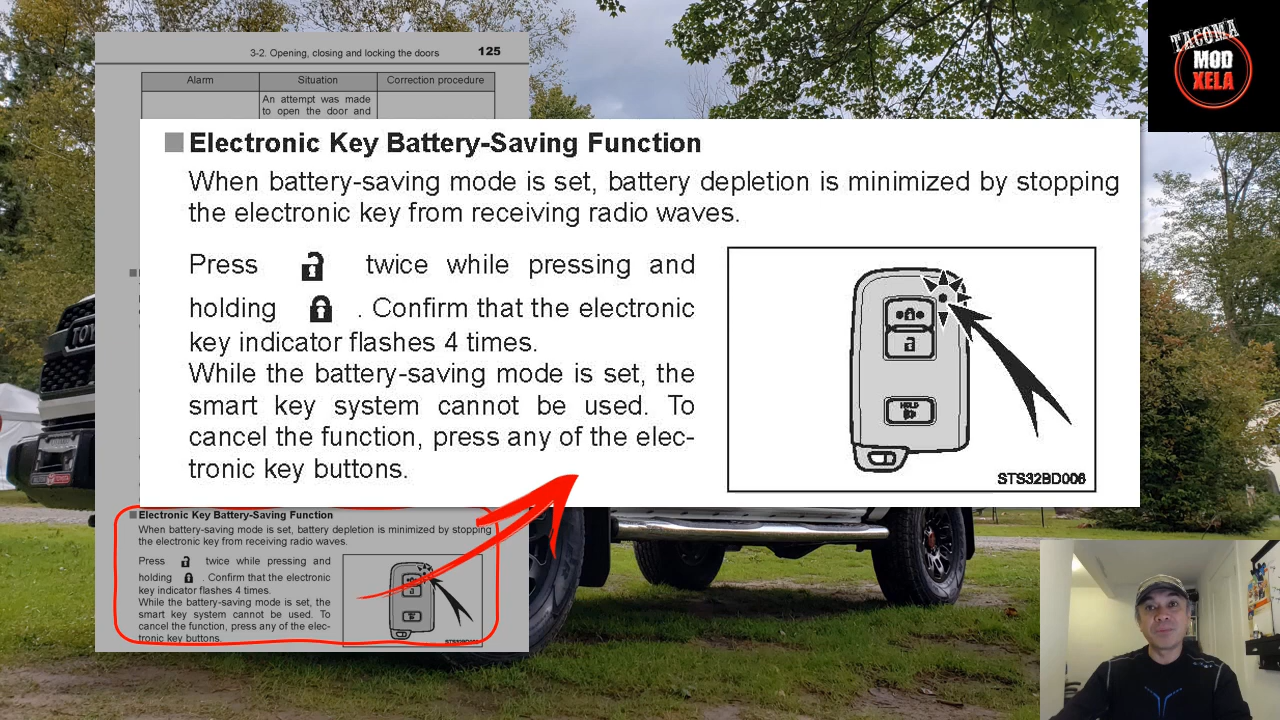 TACOMA
MOD
XELA
3-2. Opening, closing and locking the doors 125
Alarm Situation Correction procedure
An attempt was made
to open the door and
Electronic Key Battery-Saving Function
When battery-saving mode is set, battery depletion is minimized by stopping
the electronic key from receiving radio waves.
Press twice while pressing and
holding . Confirm that the electronic
key indicator flashes 4 times.
While the battery-saving mode is set, the
smart key system cannot be used. To
cancel the function, press any of the elec-
tronic key buttons.
HOLD
STS32BD006
Electronic Key Battery-Saving Function
When battery-saving mode is set, battery depletion is minimized by stopping
the electronic key from receiving radio waves.
Press twice while pressing and
holding . Confirm that the electronic
key indicator flashes 4 times.
While the battery-saving mode is set, the
smart key system cannot be used. To
cancel the function, press any of the elec-
tronic key buttons.